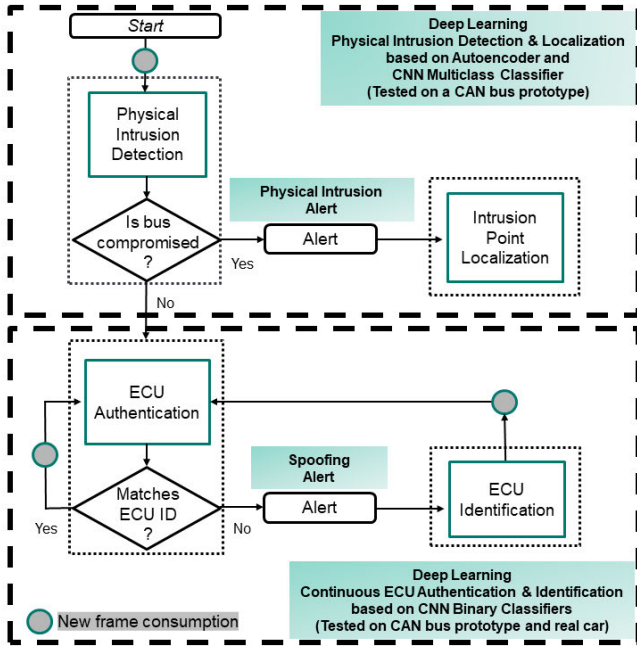 Start
Deep Learning
Physical Intrusion Detection & Localization
based on Autoencoder and
CNN Multiclass Classifier
(Tested on a CAN bus prototype)
Physical
Intrusion
Detection
Physical Intrusion
Alert
Is bus
compromised
?
Yes
Alert
Intrusion
Point
Localization
No
ECU
Authentication
Spoofing
Alert
Matches
ECU ID
?
Yes
No
Alert
ECU
Identification
Deep Learning
Continuous ECU Authentication & Identification
based on CNN Binary Classifiers
(Tested on CAN bus prototype and real car)
New frame consumption